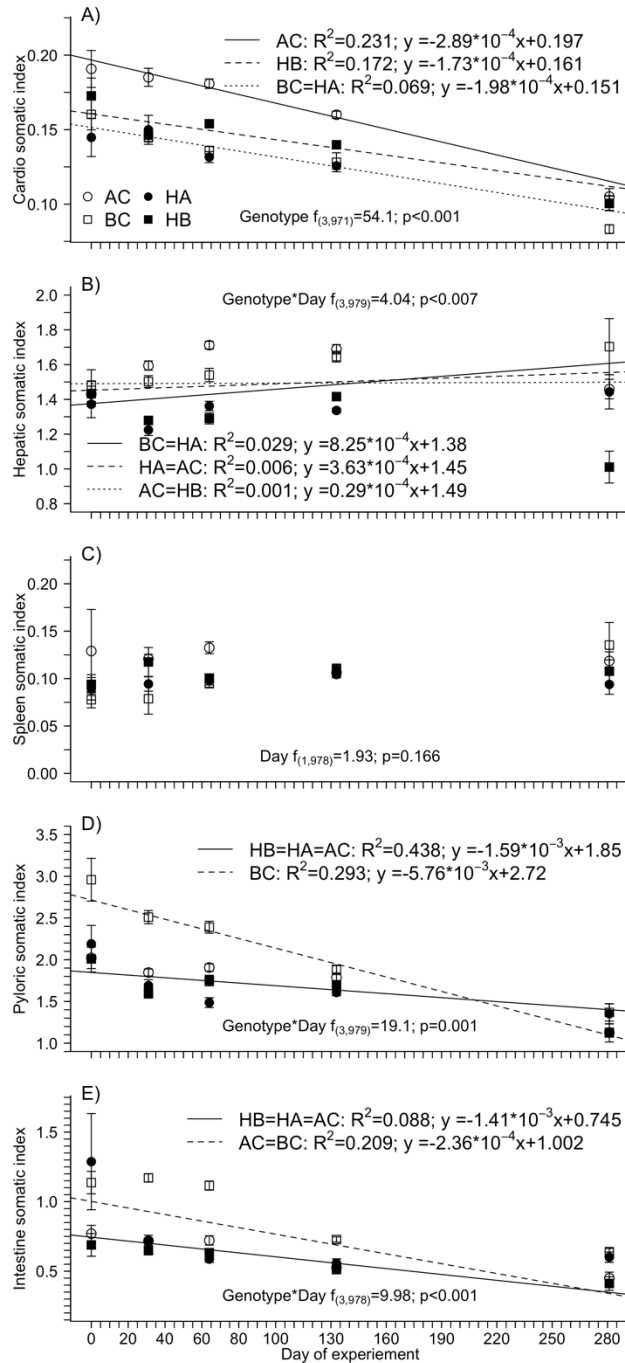 A)
AC: R²=0.231; y =-2.89*10⁻⁴x+0.197
HB: R²=0.172; y =-1.73*10⁻⁴x+0.161
BC=HA: R²=0.069; y =-1.98*10⁻⁴x+0.151
0.20
0.15
0.10
Cardio somatic index
AC HA
BC HB
Genotype f(3,971)=54.1; p<0.001
B)
Genotype*Day f(3,979)=4.04; p<0.007
2.0
1.8
1.6
1.4
1.2
1.0
0.8
Hepatic somatic index
BC=HA: R²=0.029; y =8.25*10⁻⁴x+1.38
HA=AC: R²=0.006; y =3.63*10⁻⁴x+1.45
AC=HB: R²=0.001; y =0.29*10⁻⁴x+1.49
C)
0.20
0.15
0.10
0.05
0.00
Spleen somatic index
Day f(1,978)=1.93; p=0.166
D)
HB=HA=AC: R²=0.438; y =-1.59*10⁻³x+1.85
BC: R²=0.293; y =-5.76*10⁻³x+2.72
3.5
3.0
2.5
2.0
1.5
1.0
Pyloric somatic index
Genotype*Day f(3,979)=19.1; p=0.001
E)
HB=HA=AC: R²=0.088; y =-1.41*10⁻³x+0.745
AC=BC: R²=0.209; y =-2.36*10⁻⁴x+1.002
1.5
1.0
0.5
Intestine somatic index
Genotype*Day f(3,978)=9.98; p<0.001
0 20 40 60 80 110 130 150 170 190 210 240 260 280
Day of experiement